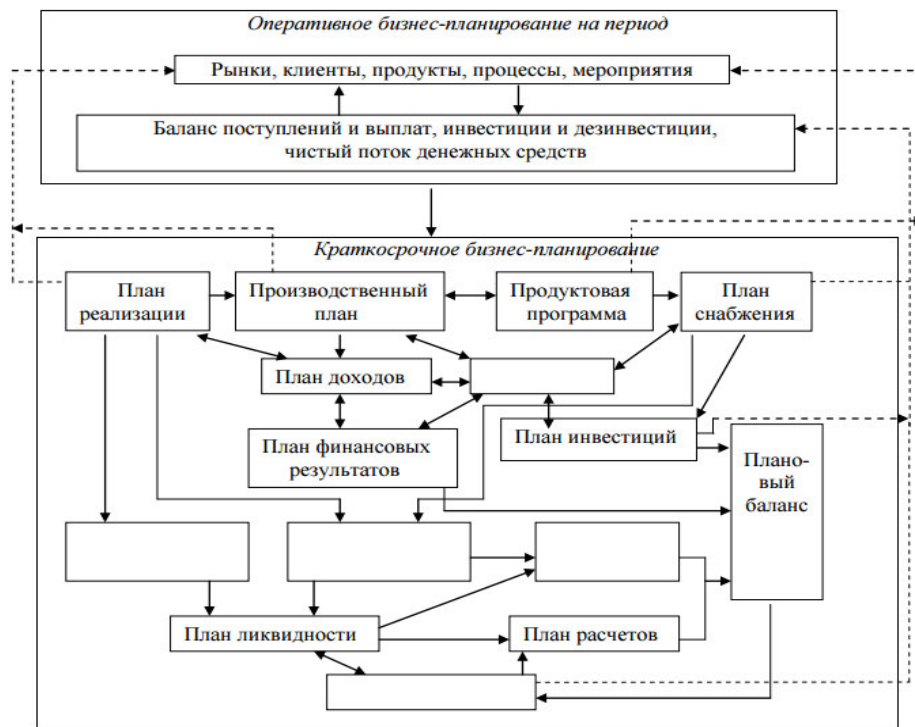 Оперативное бизнес-планирование на период
Рынки, клиенты, продукты, процессы, мероприятия
Баланс поступлений и выплат, инвестиции и дезинвестиции,
чистый поток денежных средств
Краткосрочное бизнес-планирование
План
реализации
Производственный
план
Продуктовая
программа
План
снабжения
План доходов
План финансовых
результатов
План инвестиций
Плано-
вый
баланс
План ликвидности
План расчетов